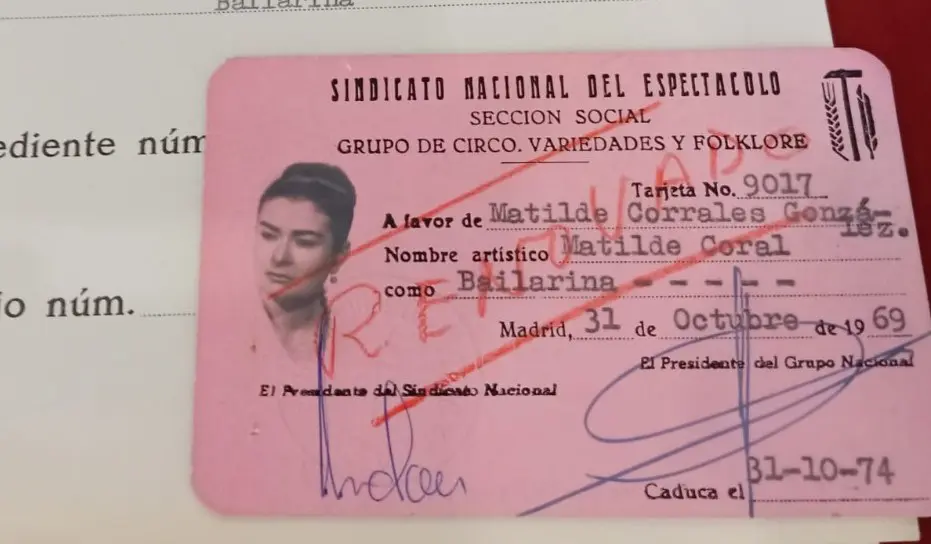 Bailarina
ediente núm
jo núm.
SINDICATO NACIONAL DEL ESPECTACULO
SECCION SOCIAL
GRUPO DE CIRCO. VARIEDADES Y FOLKLORE
Tarjeta No. 9017
A favor de Matilde Corrales Gonzá-
lez.
Nombre artístico Matilde Coral
como Bailarina - - - - -
RENOVADO
Madrid, 31 de Octubre de 1969
El Presidente del Grupo Nacional
El Presidente del Sindicato Nacional
Caduca el 31-10-74